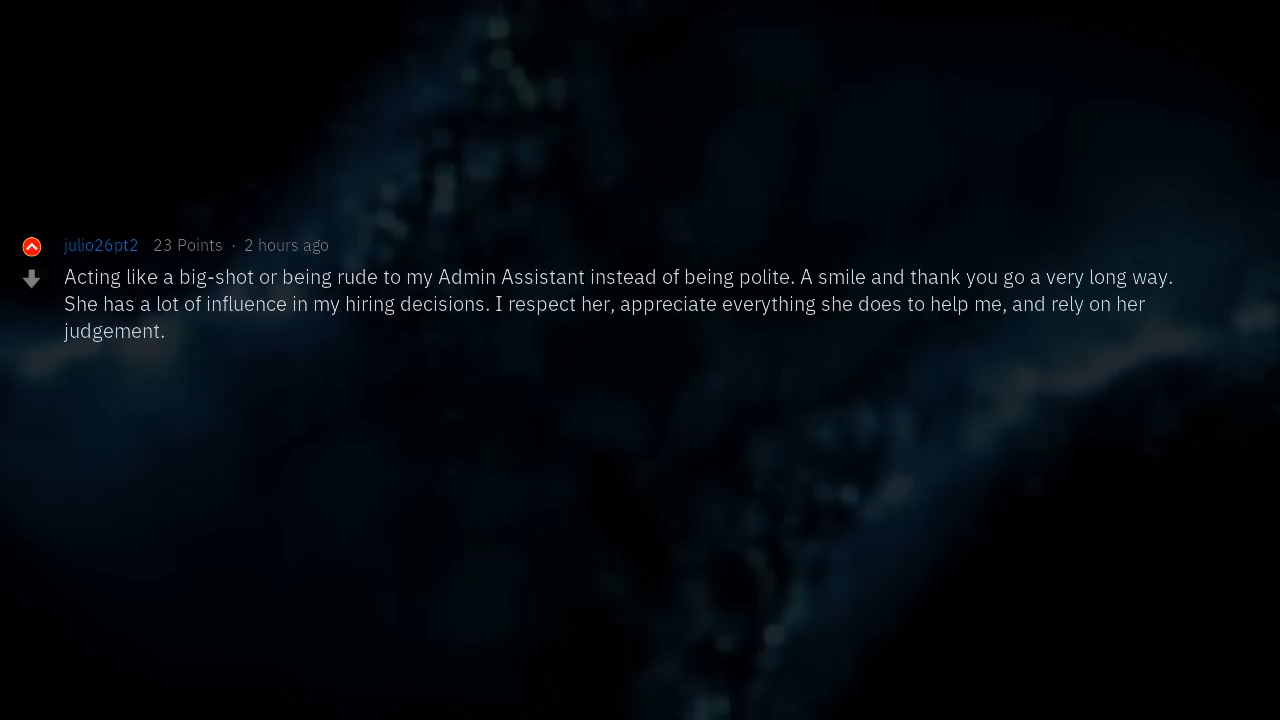 julio26pt2 23 Points · 2 hours ago
Acting like a big-shot or being rude to my Admin Assistant instead of being polite. A smile and thank you go a very long way.
She has a lot of influence in my hiring decisions. I respect her, appreciate everything she does to help me, and rely on her
judgement.